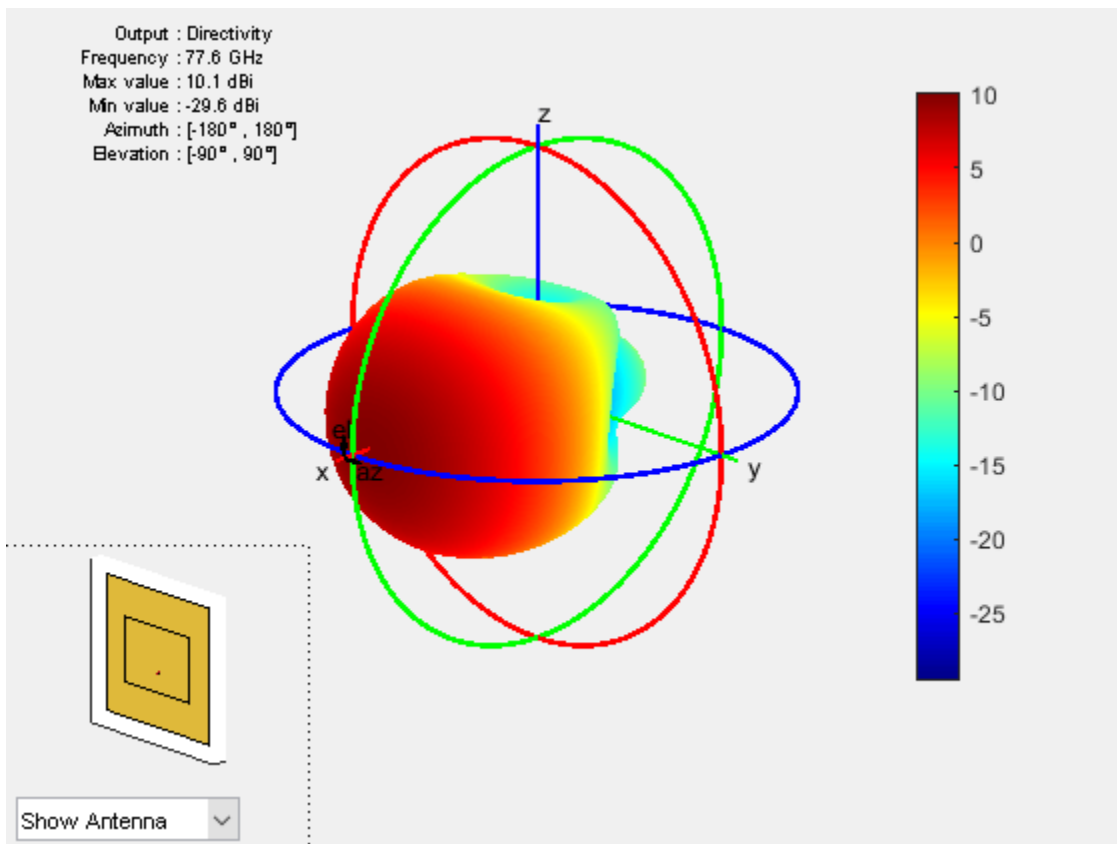 Output : Directivity
Frequency : 77.6 GHz
Max value : 10.1 dBi
Min value : -29.6 dBi
Azimuth : [-180° , 180°]
Elevation : [-90° , 90°]
z
10
5
0
-5
-10
-15
-20
-25
el
x
az
y
Show Antenna